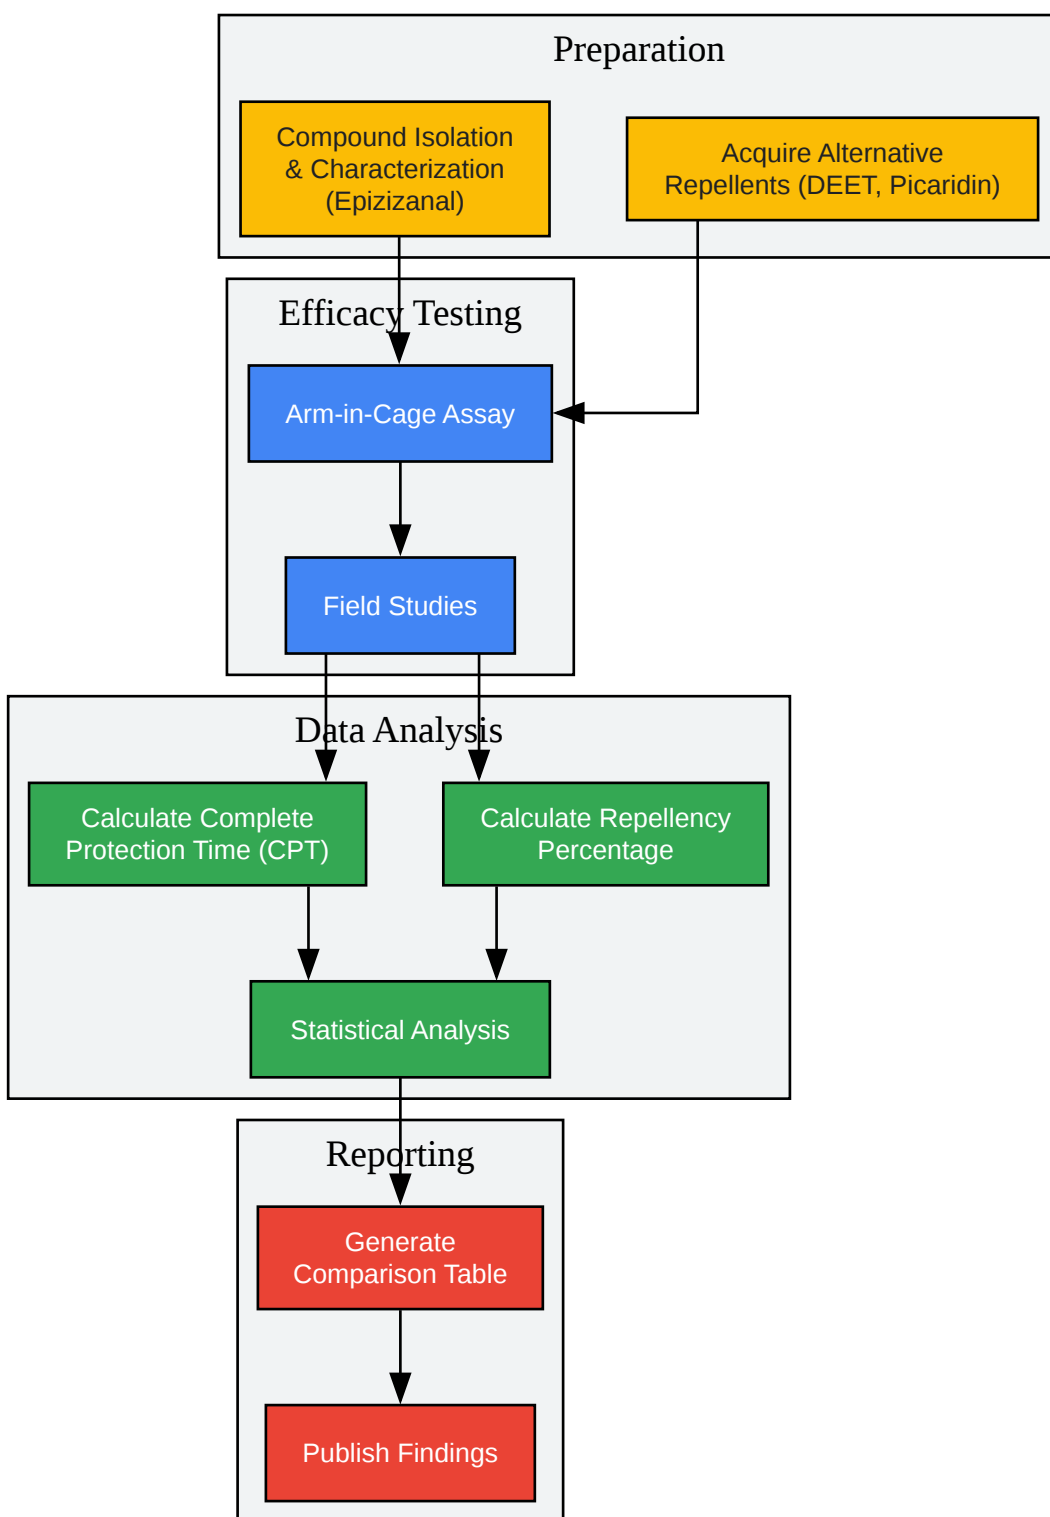 Preparation
Compound Isolation
& Characterization
(Epizizanal)
Acquire Alternative
Repellents (DEET, Picaridin)
Efficacy Testing
Arm-in-Cage Assay
Field Studies
Data Analysis
Calculate Complete
Protection Time (CPT)
Calculate Repellency
Percentage
Statistical Analysis
Reporting
Generate
Comparison Table
Publish Findings